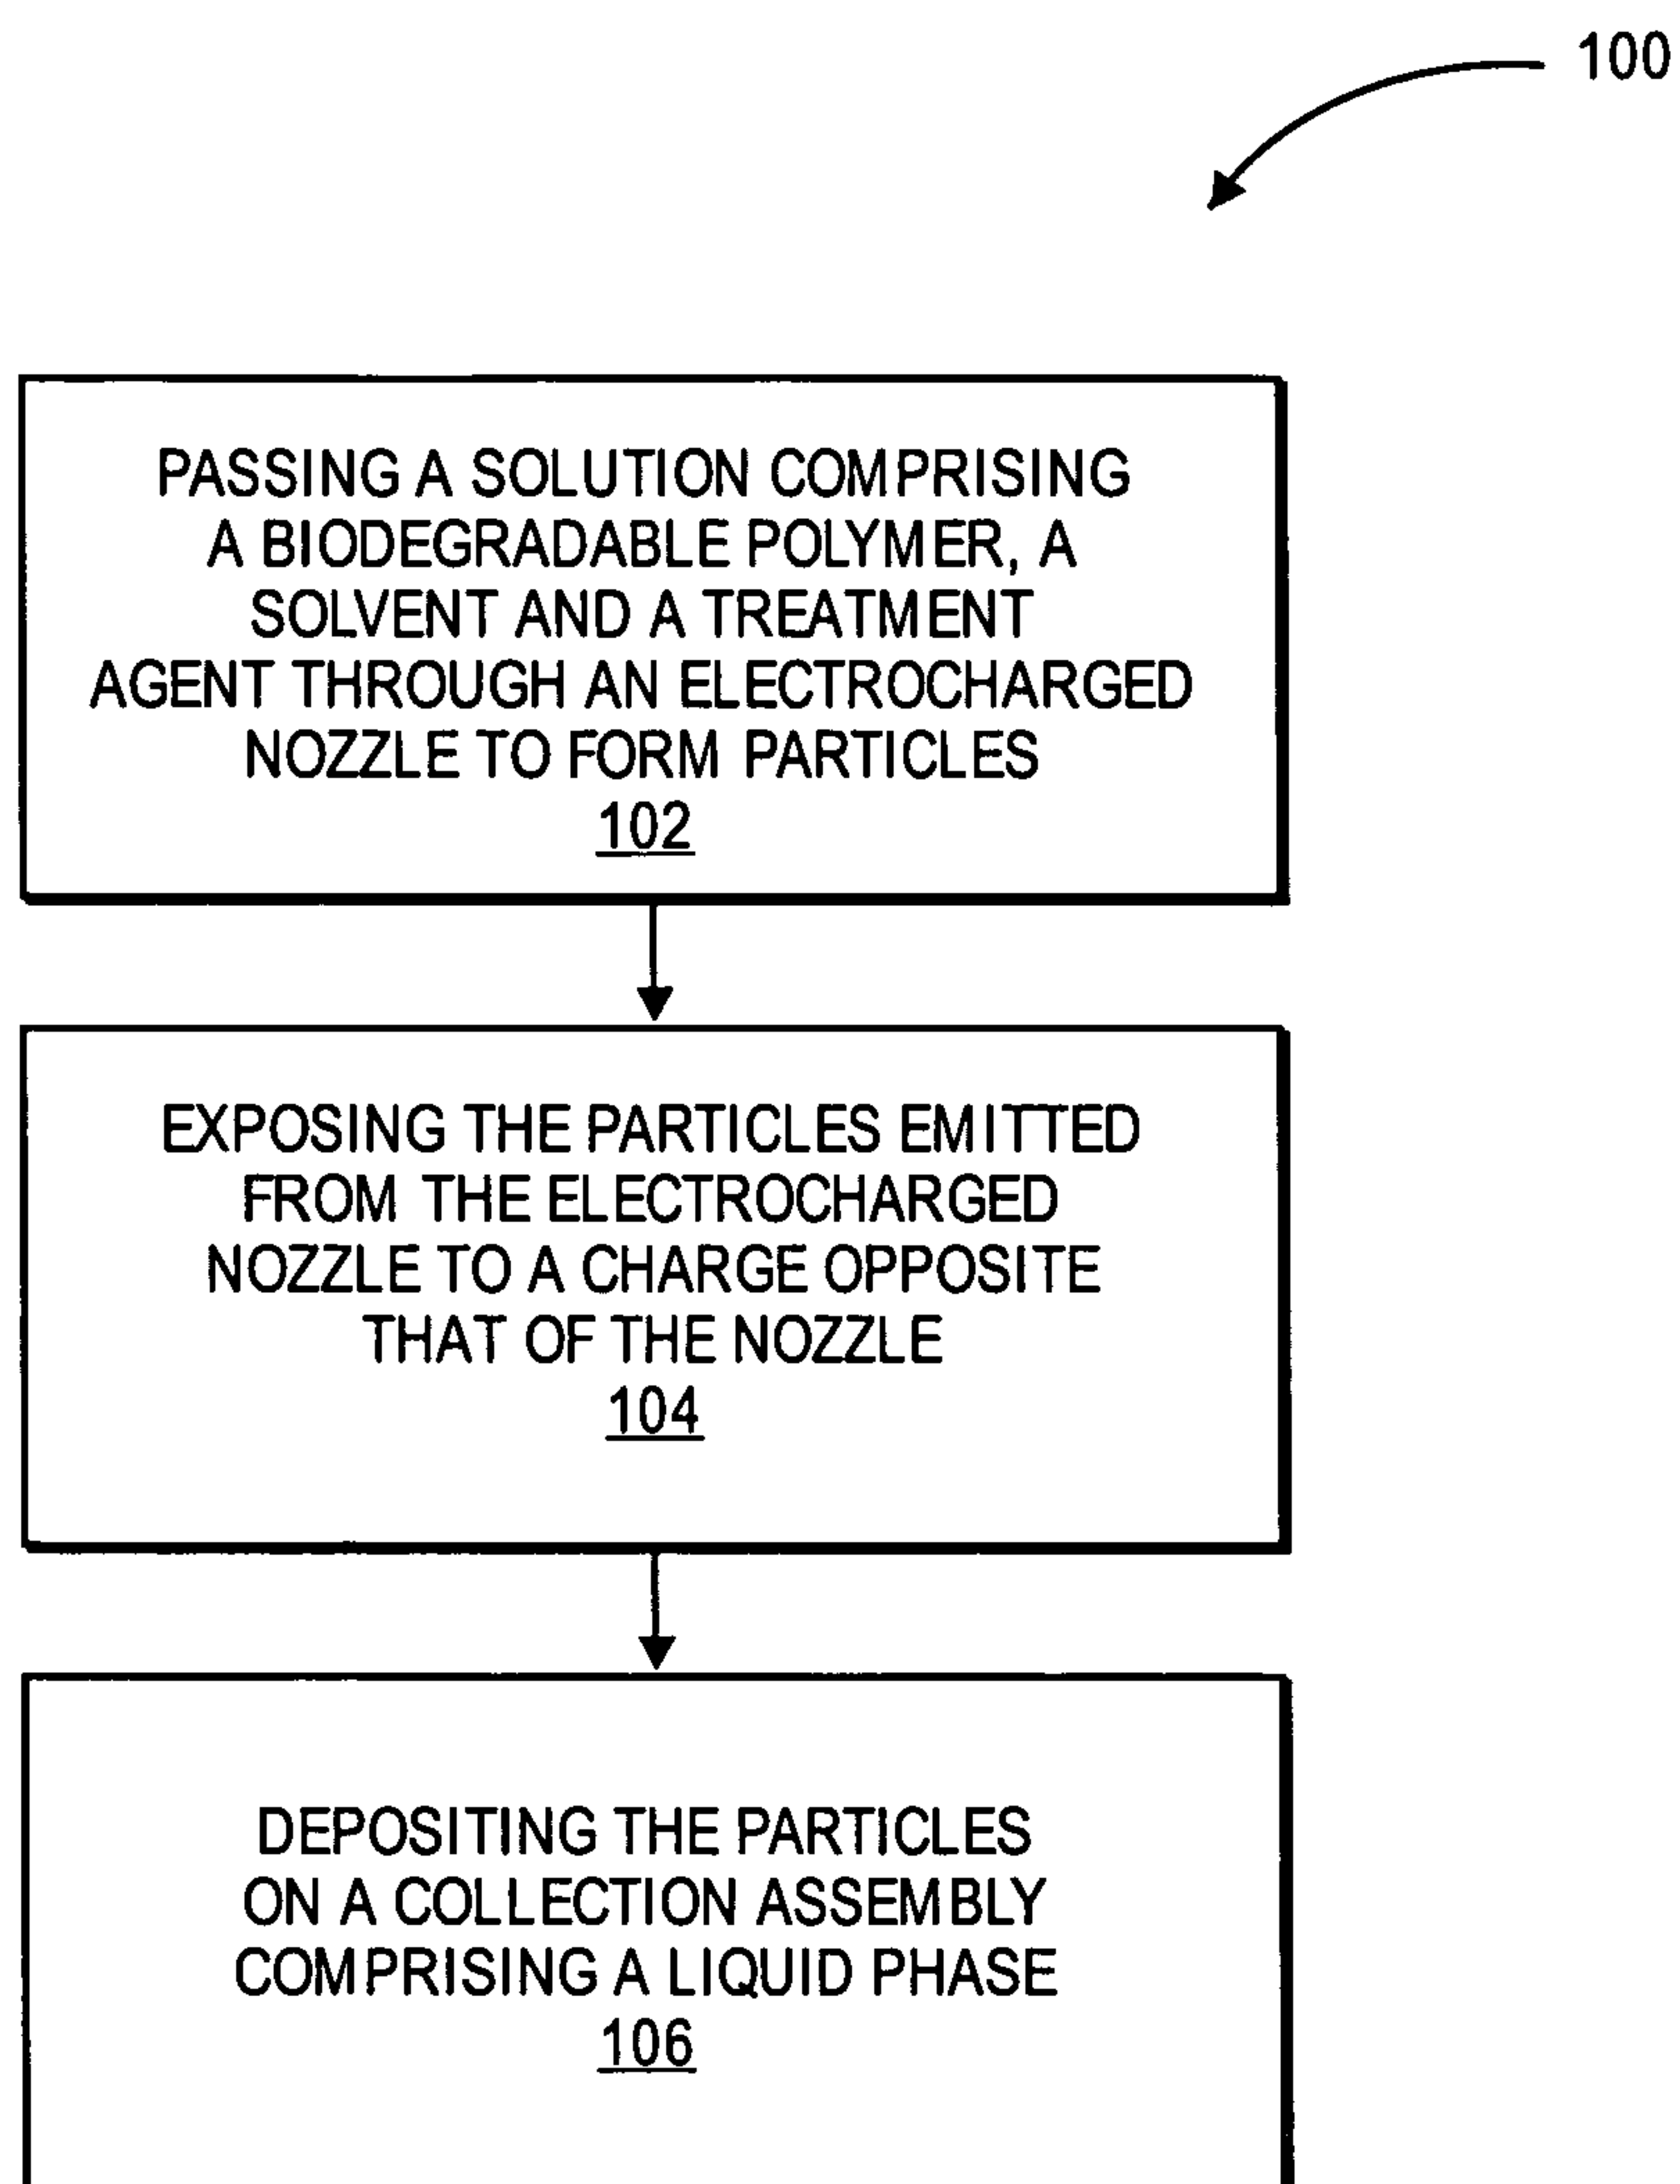 100
PASSING A SOLUTION COMPRISING
A BIODEGRADABLE POLYMER, A
SOLVENT AND A TREATMENT
AGENT THROUGH AN ELECTROCHARGED
NOZZLE TO FORM PARTICLES
102
EXPOSING THE PARTICLES EMITTED
FROM THE ELECTROCHARGED
NOZZLE TO A CHARGE OPPOSITE
THAT OF THE NOZZLE
104
DEPOSITING THE PARTICLES
ON A COLLECTION ASSEMBLY
COMPRISING A LIQUID PHASE
106